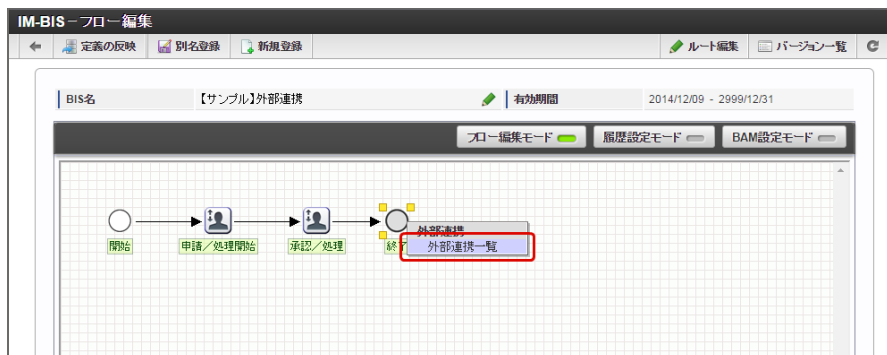 IM-BIS－フロー編集
定義の反映 別名登録 新規登録 ルート編集 バージョン一覧
BIS名 【サンプル】外部連携 有効期間 2014/12/09 - 2999/12/31
フロー編集モード 履歴設定モード BAM設定モード
外部連携
開始 申請／処理開始 承認／処理 終了 外部連携一覧